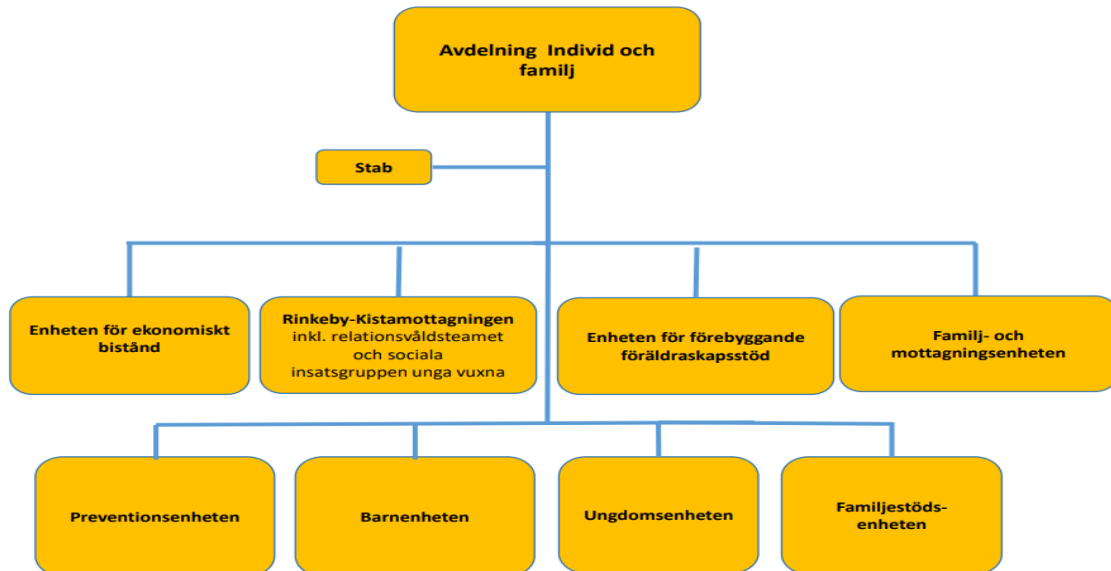 Avdelning Individ och
familj
Stab
Enheten för ekonomiskt
bistånd
Rinkeby-Kistamottagningen
inkl. relationsvåldsteamet
och sociala
insatsgruppen unga vuxna
Enheten för förebyggande
föräldraskapsstöd
Familj- och
mottagningsenheten
Preventionsenheten
Barnenheten
Ungdomsenheten
Familjestöds-
enheten